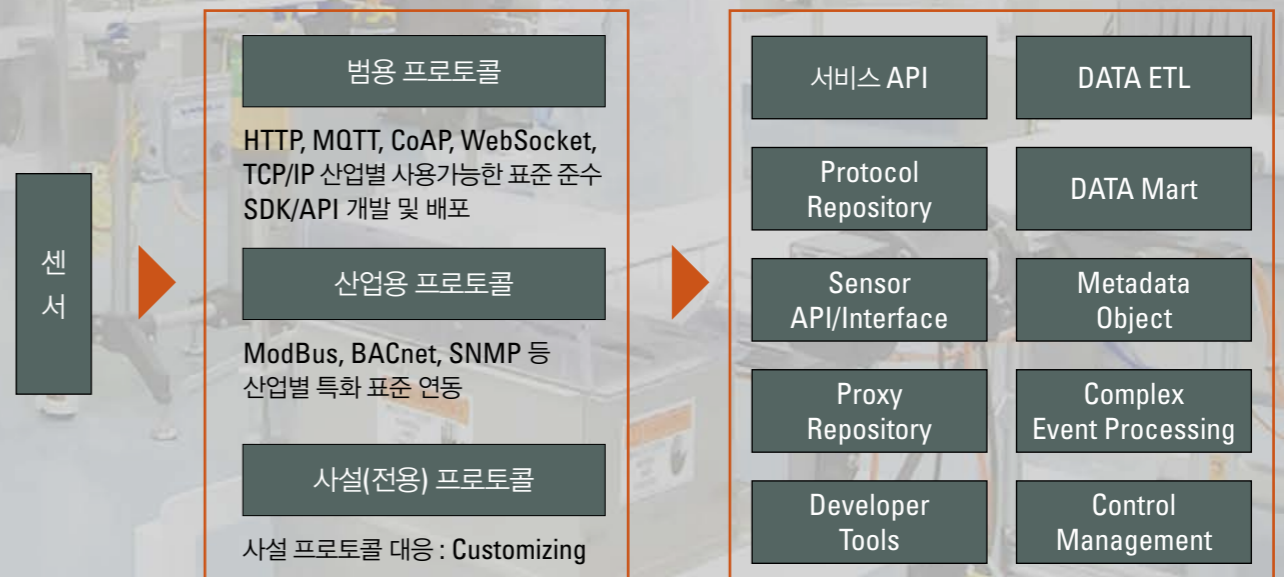 센
서
범용 프로토콜
HTTP, MQTT, CoAP, WebSocket,
TCP/IP 산업별 사용가능한 표준 준수
SDK/API 개발 및 배포
산업용 프로토콜
ModBus, BACnet, SNMP 등
산업별 특화 표준 연동
사설(전용) 프로토콜
사설 프로토콜 대응 : Customizing
서비스 API
DATA ETL
Protocol
Repository
DATA Mart
Sensor
API/Interface
Metadata
Object
Proxy
Repository
Complex
Event Processing
Developer
Tools
Control
Management